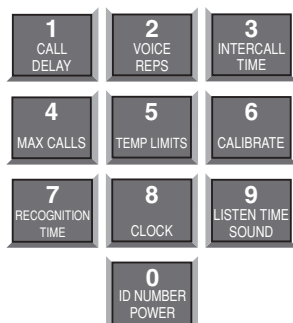 1 2 3
CALL DELAY VOICE REPS INTERCALL TIME
4 5 6
MAX CALLS TEMP LIMITS CALIBRATE
7 8 9
RECOGNITION TIME CLOCK LISTEN TIME SOUND
0
ID NUMBER
POWER